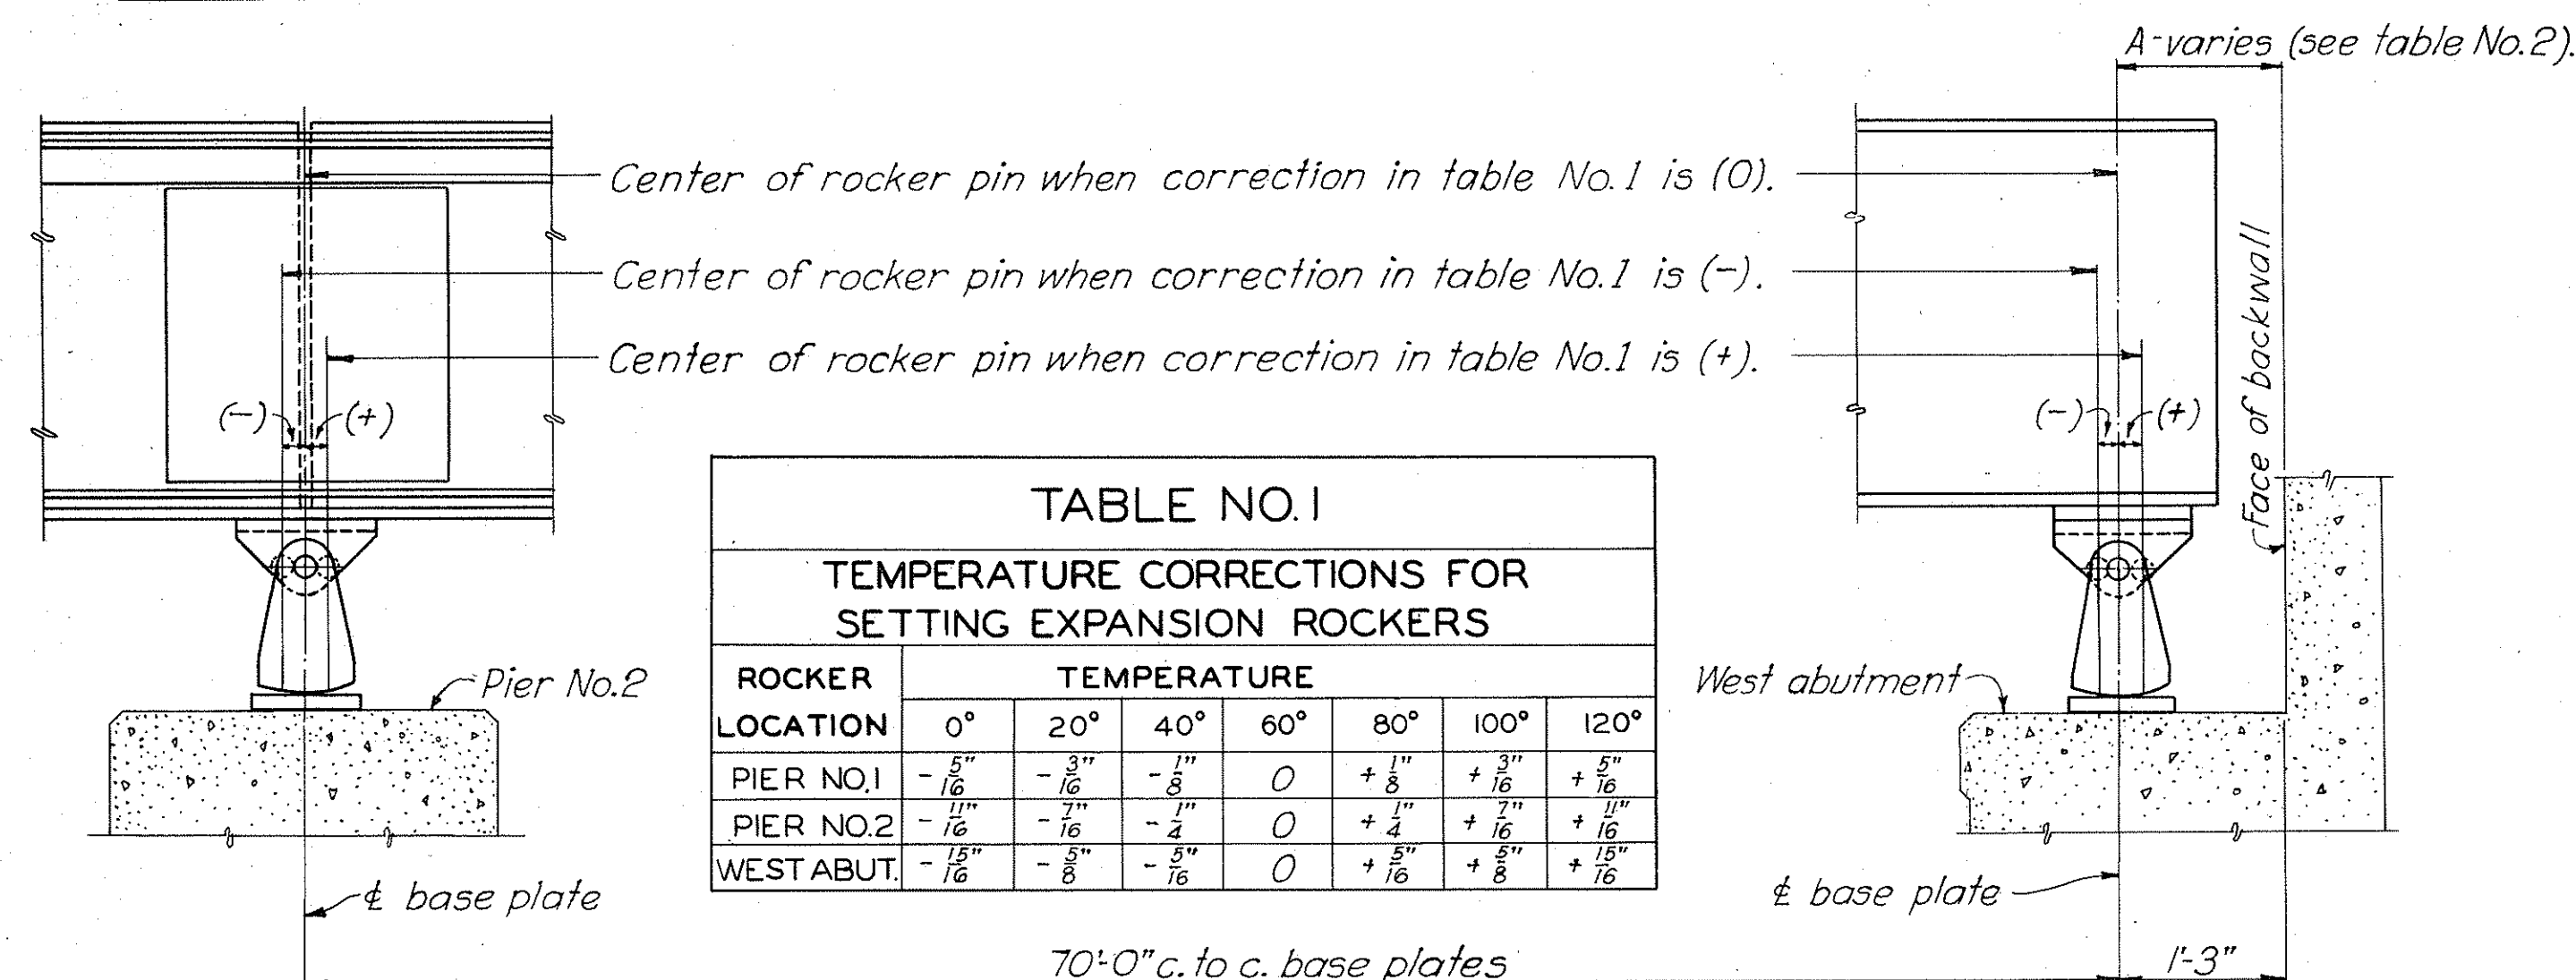 A-varies (see table No.2).
Center of rocker pin when correction in table No.1 is (0).
Center of rocker pin when correction in table No.1 is (-).
Center of rocker pin when correction in table No.1 is (+).
(-) (+)
(-) (+)
Face of backwall
TABLE NO. 1
TEMPERATURE CORRECTIONS FOR
SETTING EXPANSION ROCKERS
ROCKER LOCATION TEMPERATURE
0° 20° 40° 60° 80° 100° 120°
PIER NO.1 -5/16" -3/16" -1/8" 0 +1/8" +3/16" +5/16"
PIER NO.2 -11/16" -7/16" -1/4" 0 +1/4" +7/16" +11/16"
WEST ABUT. -15/16" -5/8" -5/16" 0 +5/16" +5/8" +15/16"
Pier No.2
West abutment
℄ base plate
℄ base plate
70'-0" c. to c. base plates
1'-3"